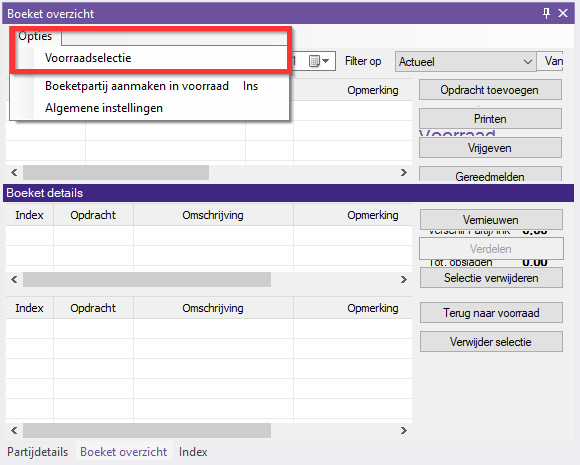 Boeket overzicht
Opties
Voorraadselectie
1 Filter op Actueel Van
Boeketpartij aanmaken in voorraad Ins
Algemene instellingen
Opmerking
Opdracht toevoegen
Printen
Voorraad
Vrijgeven
Gereedmelden
Boeket details
Index Opdracht Omschrijving Opmerking
Vernieuwen
Verschil Partij/Ink 0,00
Verdelen
Tot. opsladen 0.00
Selectie verwijderen
Index Opdracht Omschrijving Opmerking
Terug naar voorraad
Verwijder selectie
Partijdetails Boeket overzicht Index